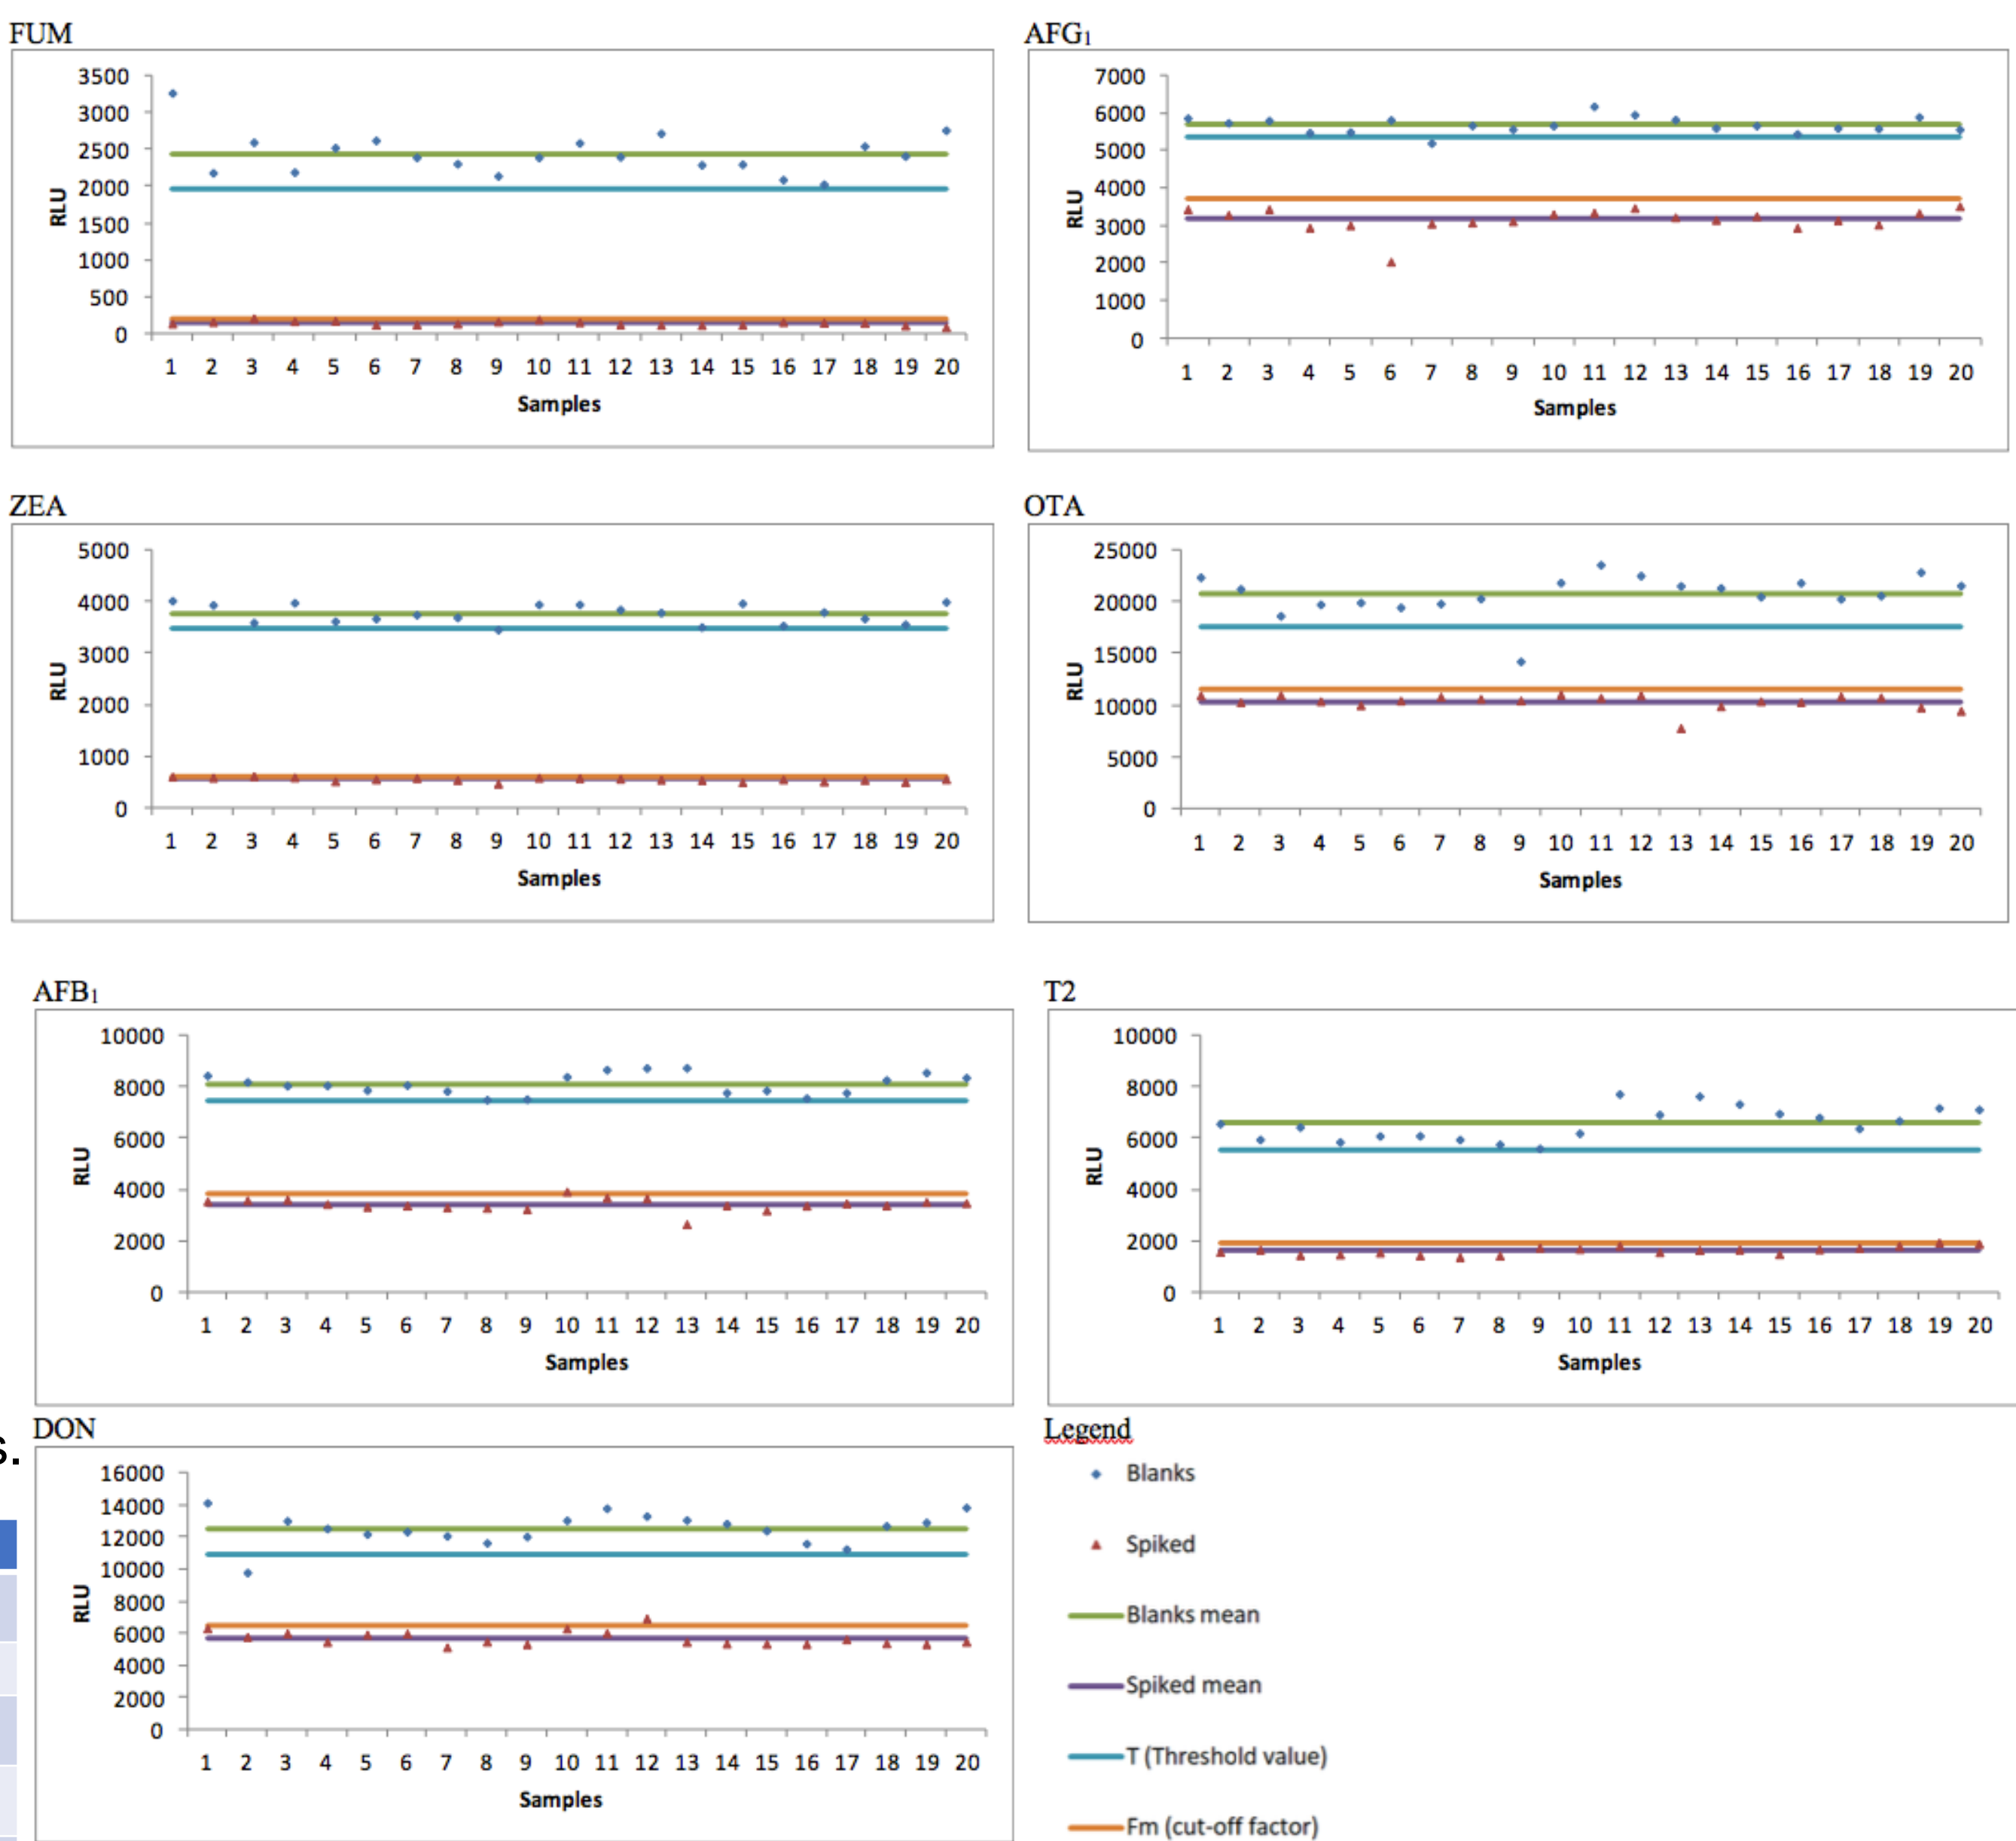 FUM
3500
3000
2500
2000
1500
1000
500
0
RLU
1 2 3 4 5 6 7 8 9 10 11 12 13 14 15 16 17 18 19 20
Samples
AFG₁
7000
6000
5000
4000
3000
2000
1000
0
RLU
1 2 3 4 5 6 7 8 9 10 11 12 13 14 15 16 17 18 19 20
Samples
ZEA
5000
4000
3000
2000
1000
0
RLU
1 2 3 4 5 6 7 8 9 10 11 12 13 14 15 16 17 18 19 20
Samples
OTA
25000
20000
15000
10000
5000
0
RLU
1 2 3 4 5 6 7 8 9 10 11 12 13 14 15 16 17 18 19 20
Samples
AFB₁
10000
8000
6000
4000
2000
0
RLU
1 2 3 4 5 6 7 8 9 10 11 12 13 14 15 16 17 18 19 20
Samples
T2
10000
8000
6000
4000
2000
0
RLU
1 2 3 4 5 6 7 8 9 10 11 12 13 14 15 16 17 18 19 20
Samples
s.
DON
16000
14000
12000
10000
8000
6000
4000
2000
0
RLU
1 2 3 4 5 6 7 8 9 10 11 12 13 14 15 16 17 18 19 20
Samples
Legend
Blanks
Spiked
Blanks mean
Spiked mean
T (Threshold value)
Fm (cut-off factor)